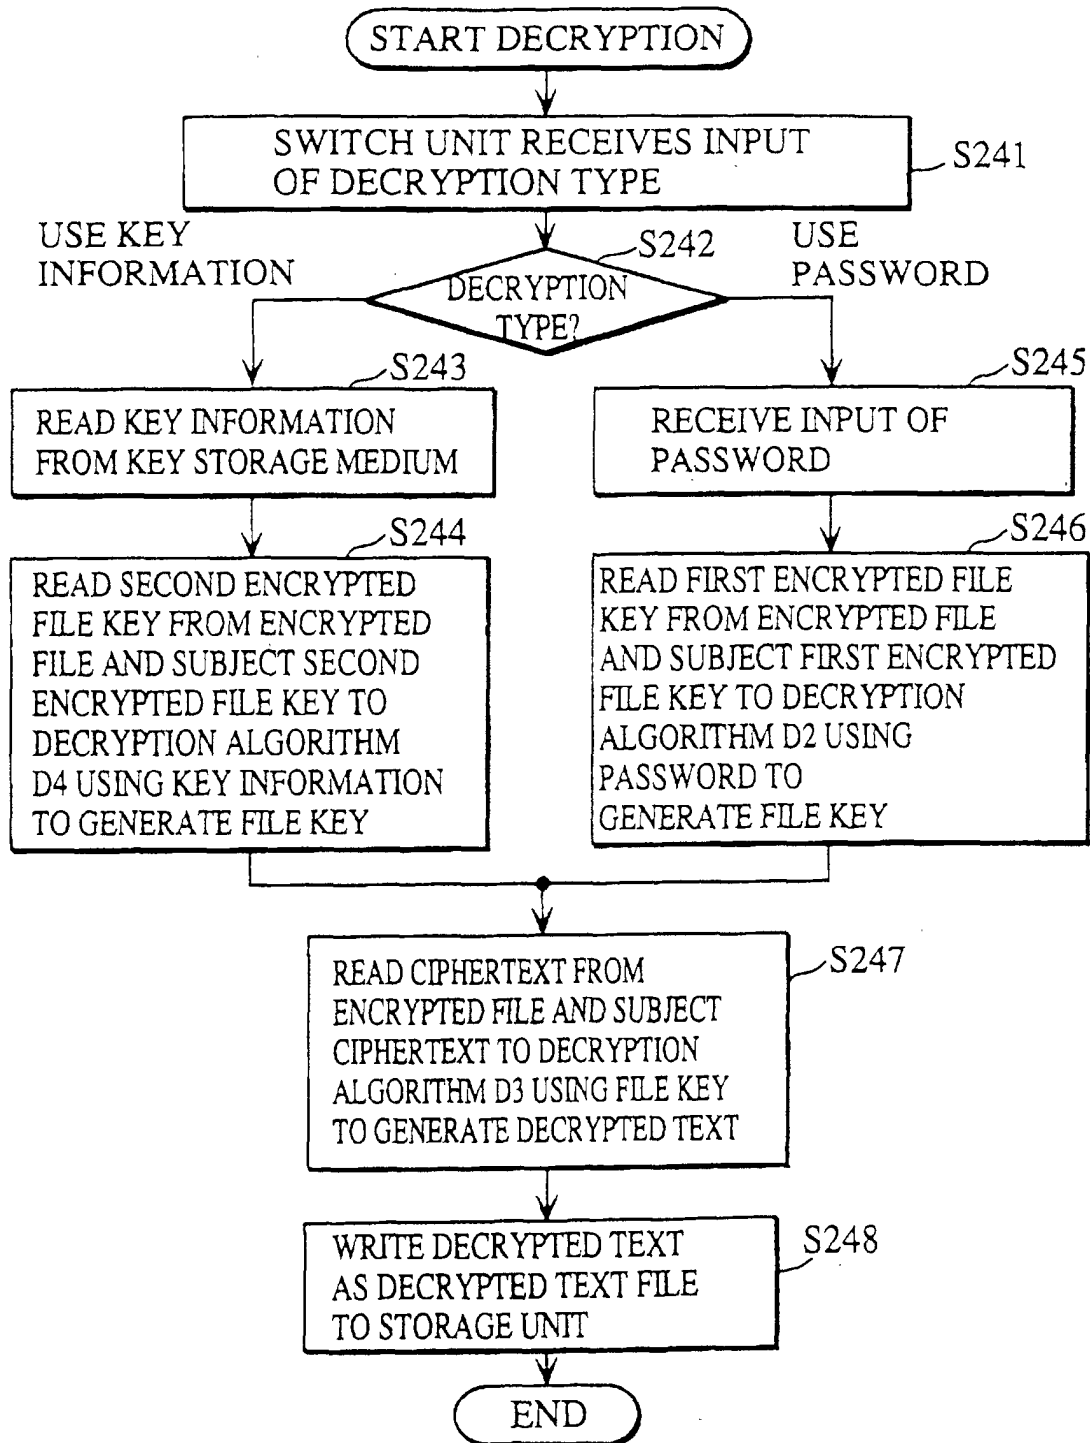 START DECRYPTION
SWITCH UNIT RECEIVES INPUT
OF DECRYPTION TYPE
S241
USE KEY
INFORMATION
S242
USE
PASSWORD
DECRYPTION
TYPE?
S243
READ KEY INFORMATION
FROM KEY STORAGE MEDIUM
S245
RECEIVE INPUT OF
PASSWORD
S244
READ SECOND ENCRYPTED
FILE KEY FROM ENCRYPTED
FILE AND SUBJECT SECOND
ENCRYPTED FILE KEY TO
DECRYPTION ALGORITHM
D4 USING KEY INFORMATION
TO GENERATE FILE KEY
S246
READ FIRST ENCRYPTED FILE
KEY FROM ENCRYPTED FILE
AND SUBJECT FIRST ENCRYPTED
FILE KEY TO DECRYPTION
ALGORITHM D2 USING
PASSWORD TO
GENERATE FILE KEY
S247
READ CIPHERTEXT FROM
ENCRYPTED FILE AND SUBJECT
CIPHERTEXT TO DECRYPTION
ALGORITHM D3 USING FILE KEY
TO GENERATE DECRYPTED TEXT
S248
WRITE DECRYPTED TEXT
AS DECRYPTED TEXT FILE
TO STORAGE UNIT
END